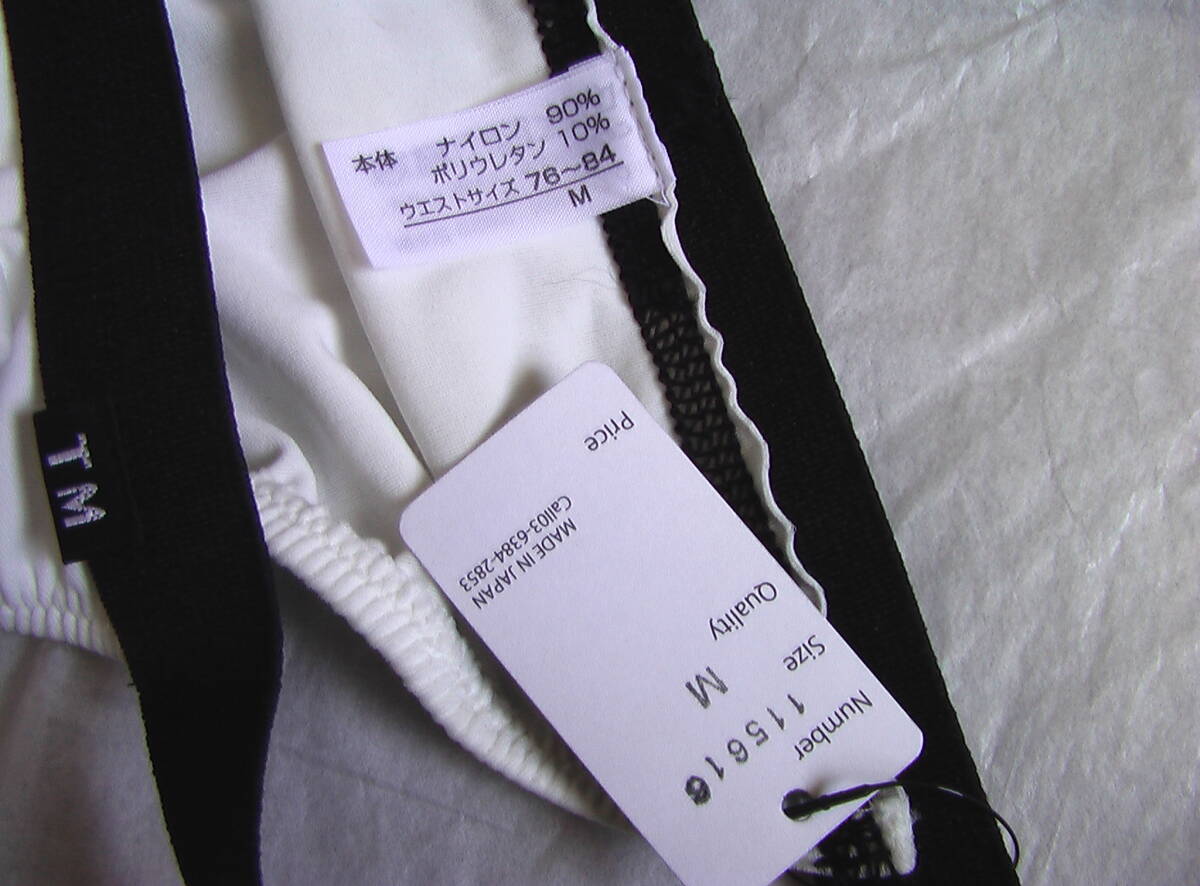 本体 ナイロン 90%
ポリウレタン 10%
ウエストサイズ 76～84
M
TM
Number 115616
Size M
Quality
Price
MADE IN JAPAN
Call03-6384-2853